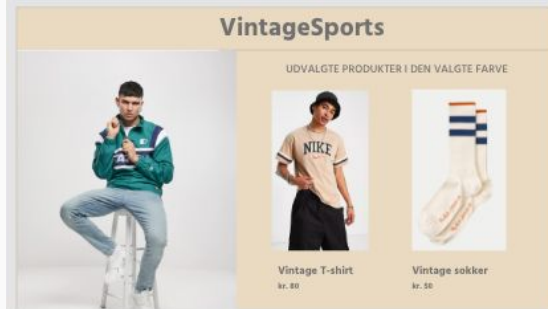 VintageSports
UDVALGTE PRODUKTER I DEN VALGTE FARVE
NIKE
Vintage T-shirt
Vintage sokker
kr. 80
kr. 50